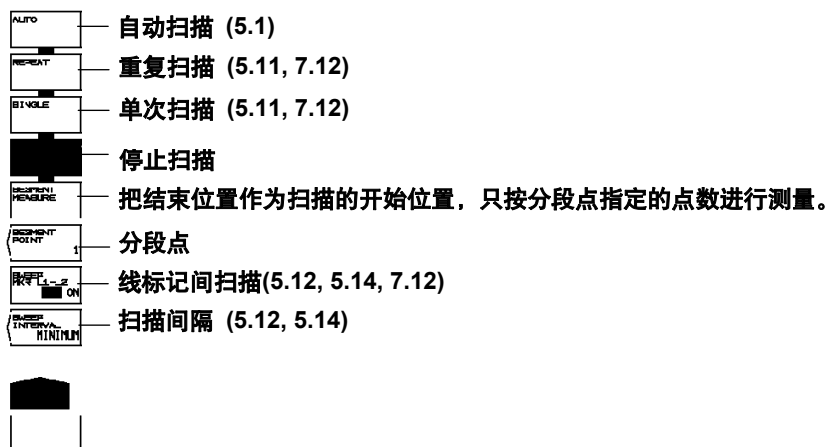 AUTO
自动扫描 (5.1)
REPEAT
重复扫描 (5.11, 7.12)
SINGLE
单次扫描 (5.11, 7.12)
停止扫描
SEGMENT
MEASURE
把结束位置作为扫描的开始位置，只按分段点指定的点数进行测量。
SEGMENT
POINT
1
分段点
SWEEP
MKR L1-2
ON
线标记间扫描(5.12, 5.14, 7.12)
SWEEP
INTERVAL
MINIMUM
扫描间隔 (5.12, 5.14)